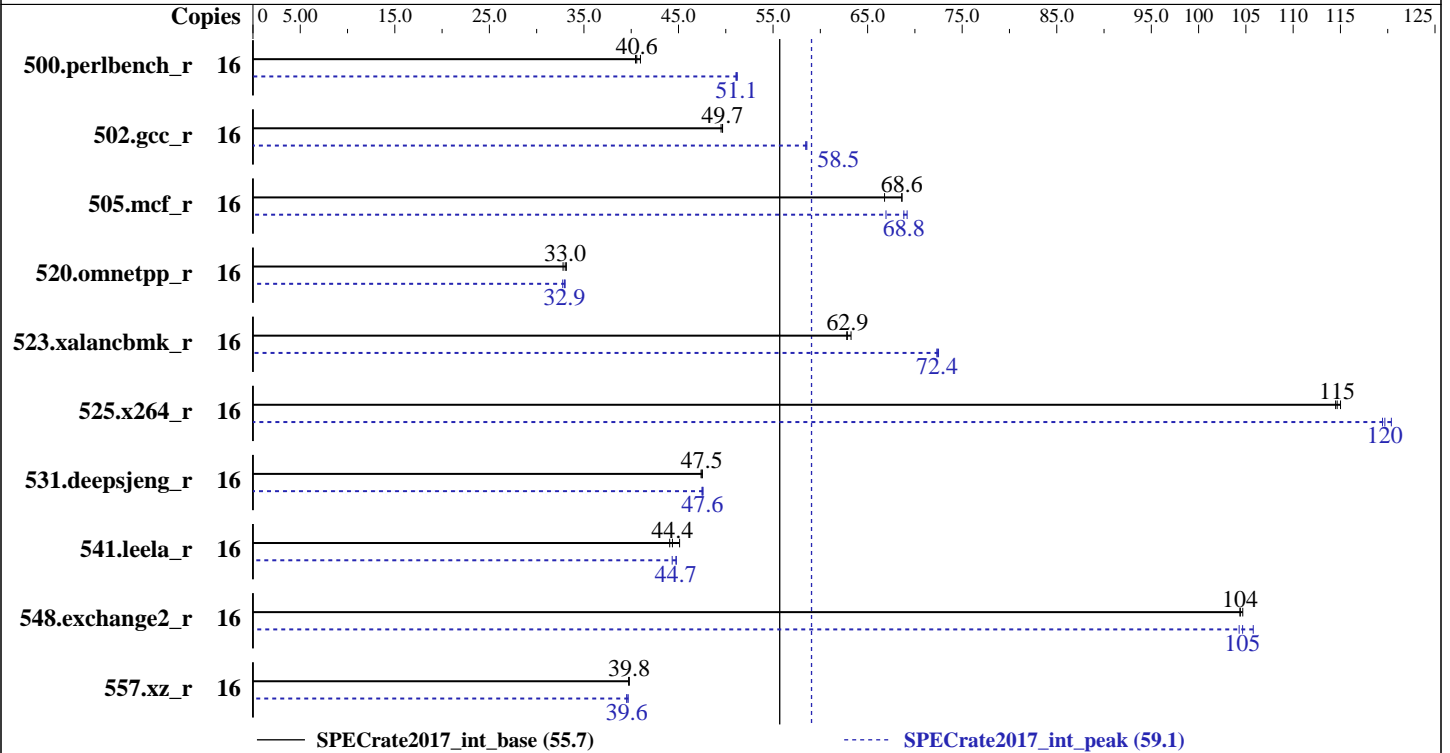 Copies 0 5.00 15.0 25.0 35.0 45.0 55.0 65.0 75.0 85.0 95.0 100 105 110 115 125
500.perlbench_r 16 40.6
51.1
502.gcc_r 16 49.7
58.5
505.mcf_r 16 68.6
68.8
520.omnetpp_r 16 33.0
32.9
523.xalancbmk_r 16 62.9
72.4
525.x264_r 16 115
120
531.deepsjeng_r 16 47.5
47.6
541.leela_r 16 44.4
44.7
548.exchange2_r 16 104
105
557.xz_r 16 39.8
39.6
SPECrate2017_int_base (55.7) SPECrate2017_int_peak (59.1)